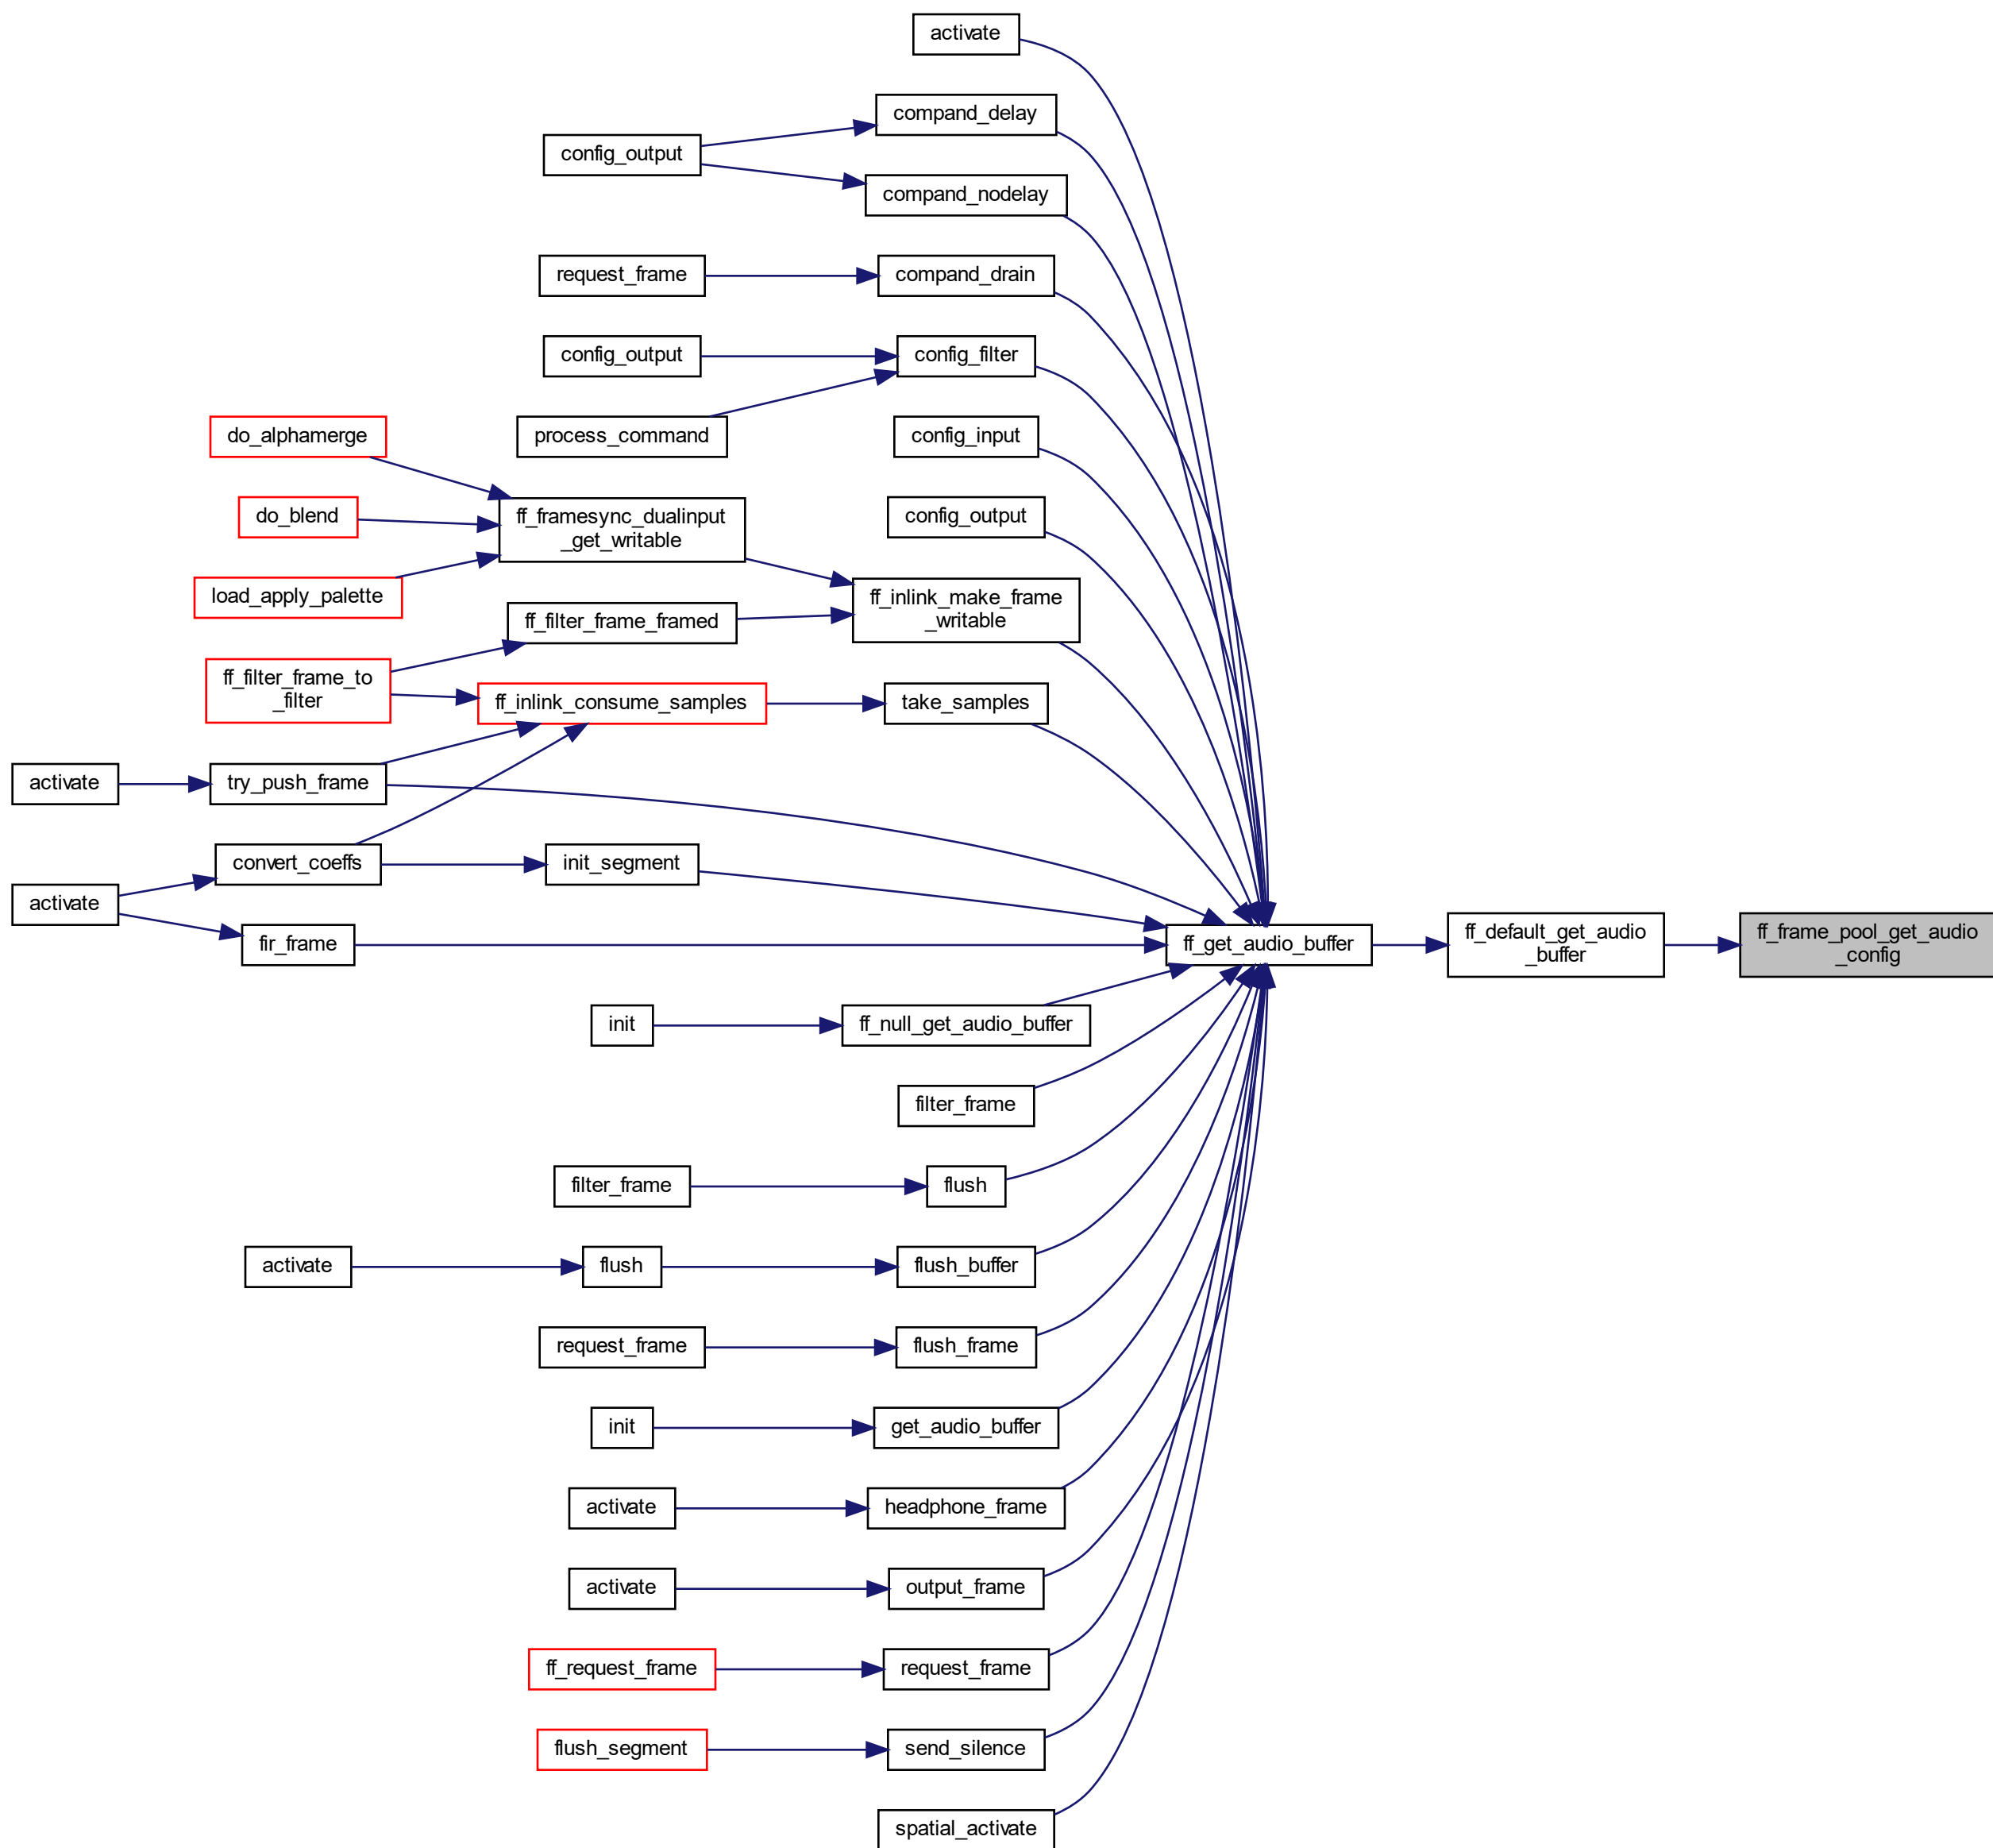 activate
compand_delay
config_output
compand_nodelay
request_frame
compand_drain
config_output
config_filter
process_command
config_input
do_alphamerge
do_blend
load_apply_palette
ff_framesync_dualinput
_get_writable
config_output
ff_inlink_make_frame
_writable
ff_filter_frame_framed
ff_filter_frame_to
_filter
ff_inlink_consume_samples
take_samples
activate
try_push_frame
convert_coeffs
init_segment
activate
fir_frame
ff_get_audio_buffer
ff_default_get_audio
_buffer
ff_frame_pool_get_audio
_config
init
ff_null_get_audio_buffer
filter_frame
filter_frame
flush
activate
flush
flush_buffer
request_frame
flush_frame
init
get_audio_buffer
activate
headphone_frame
activate
output_frame
ff_request_frame
request_frame
flush_segment
send_silence
spatial_activate